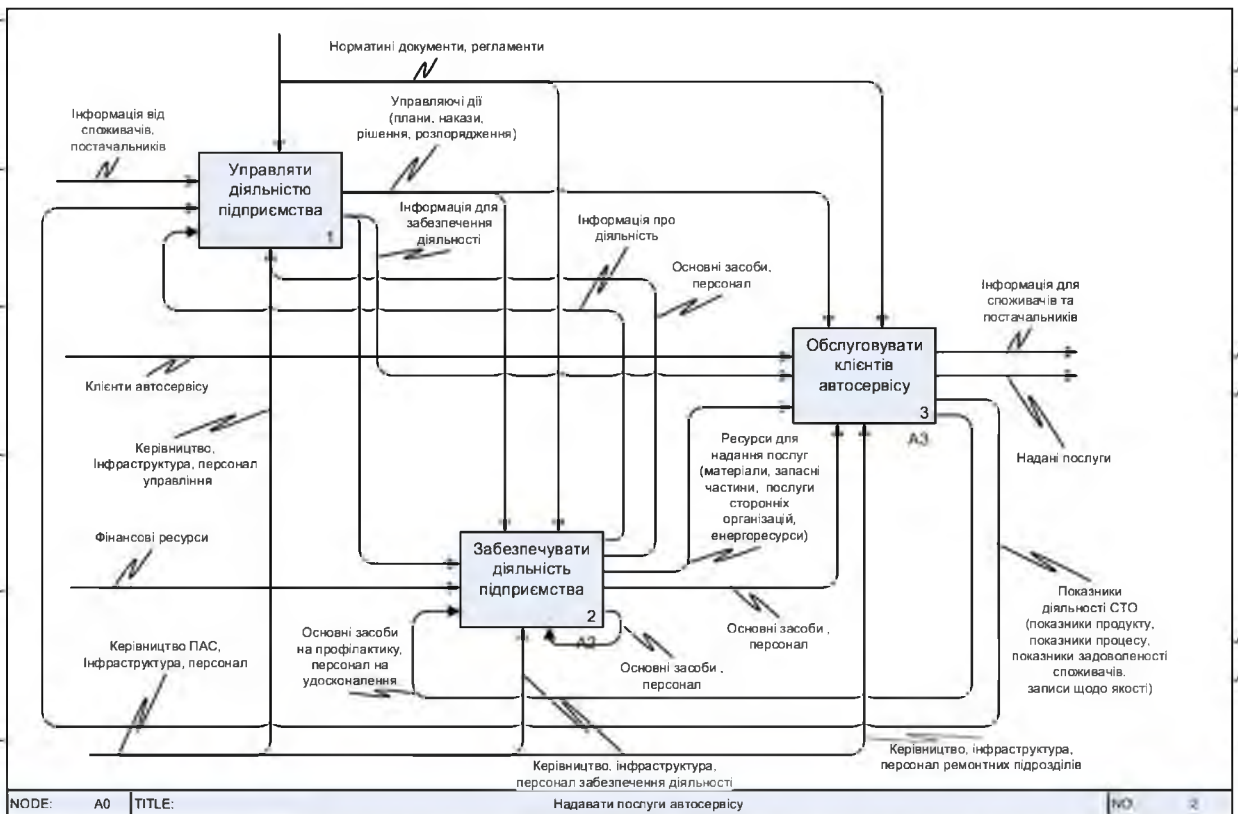 Норматині документи, регламенти
Управляючі дії
(плани, накази,
рішення, розпорядження)
Інформація від
споживачів,
постачальників
Управляти
діяльністю
підприємства
1
Інформація для
забезпечення
діяльності
Інформація про
діяльність
Основні засоби,
персонал
Інформація для
споживачів та
постачальників
Обслуговувати
клієнтів
автосервісу
3
A3
Клієнти автосервісу
Надані послуги
Керівництво,
Інфраструктура, персонал
управління
Ресурси для
надання послуг
(матеріали, запасні
частини, послуги
сторонніх
організацій,
енергоресурси)
Фінансові ресурси
Забезпечувати
діяльність
підприємства
2
A2
Основні засоби ,
персонал
Показники
діяльності СТО
(показники продукту,
показники процесу,
показники задоволеності
споживачів.
записи щодо якості)
Керівництво ПАС,
Інфраструктура, персонал
Основні засоби
на профілактику,
персонал на
удосконалення
Основні засоби ,
персонал
Керівництво, інфраструктура,
персонал забезпечення діяльності
Керівництво, інфраструктура,
персонал ремонтних підрозділів
NODE: A0 TITLE: Надавати послуги автосервісу NO. 2